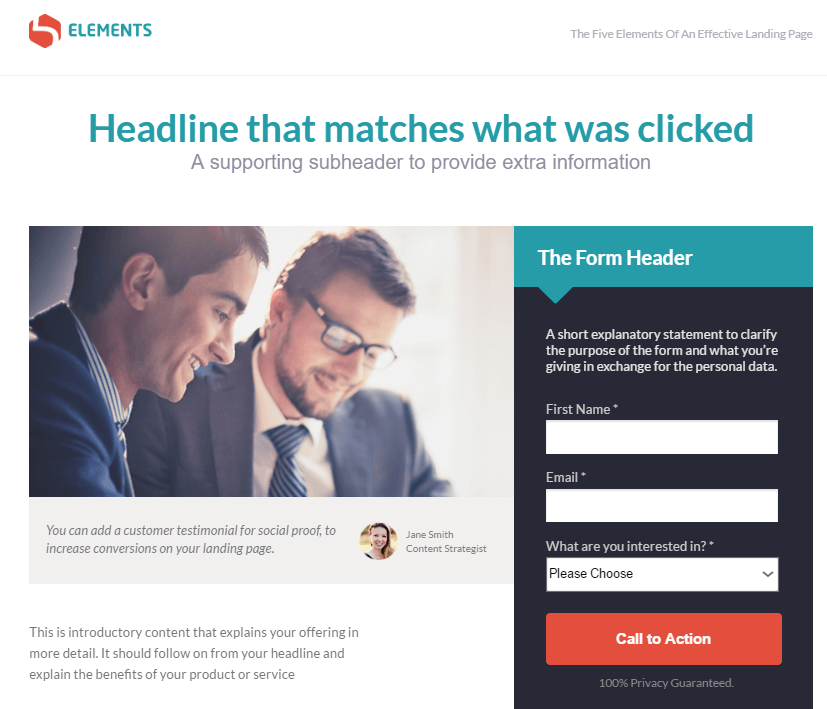 ELEMENTS
The Five Elements Of An Effective Landing Page
Headline that matches what was clicked
A supporting subheader to provide extra information
The Form Header
A short explanatory statement to clarify
the purpose of the form and what you're
giving in exchange for the personal data.
First Name *
Email *
What are you interested in? *
Please Choose
Call to Action
100% Privacy Guaranteed.
You can add a customer testimonial for social proof, to
increase conversions on your landing page.
Jane Smith
Content Strategist
This is introductory content that explains your offering in
more detail. It should follow on from your headline and
explain the benefits of your product or service